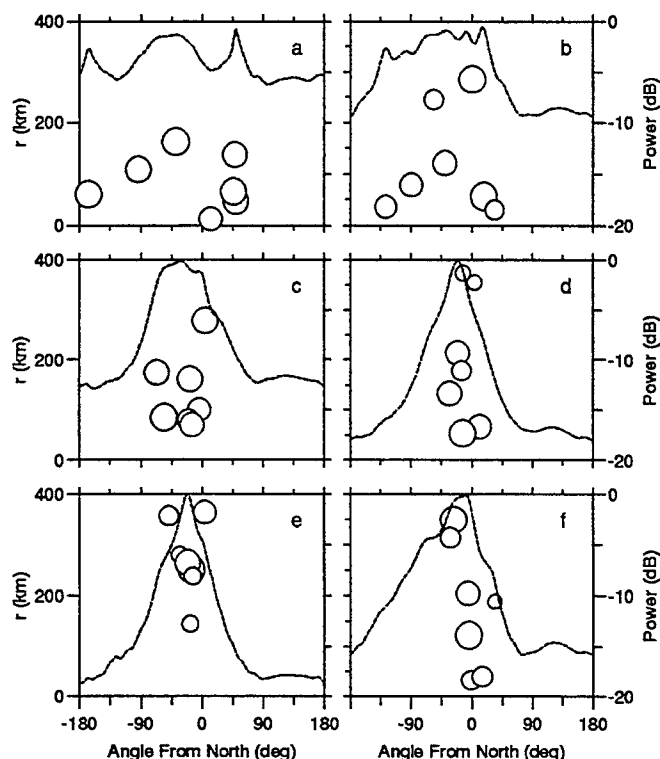 400 a b 0
r (km) 200 -10 Power (dB)
0 -20
400 c d 0
r (km) 200 -10 Power (dB)
0 -20
400 e f 0
r (km) 200 -10 Power (dB)
0 -20
-180 -90 0 90 180 -90 0 90 180
Angle From North (deg) Angle From North (deg)